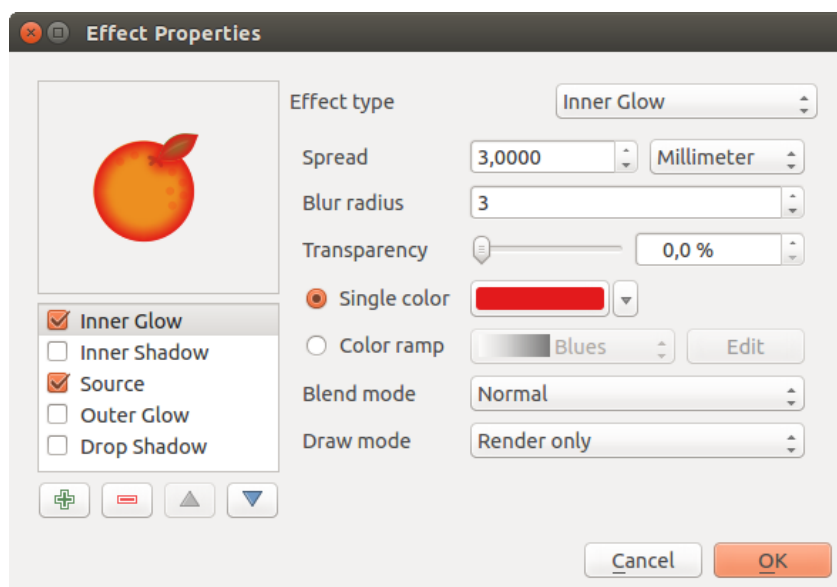 Effect Properties
Effect type
Inner Glow
Spread
3,0000
Millimeter
Blur radius
3
Transparency
0,0 %
Single color
Color ramp
Blues
Edit
Blend mode
Normal
Draw mode
Render only
Inner Glow
Inner Shadow
Source
Outer Glow
Drop Shadow
Cancel
OK